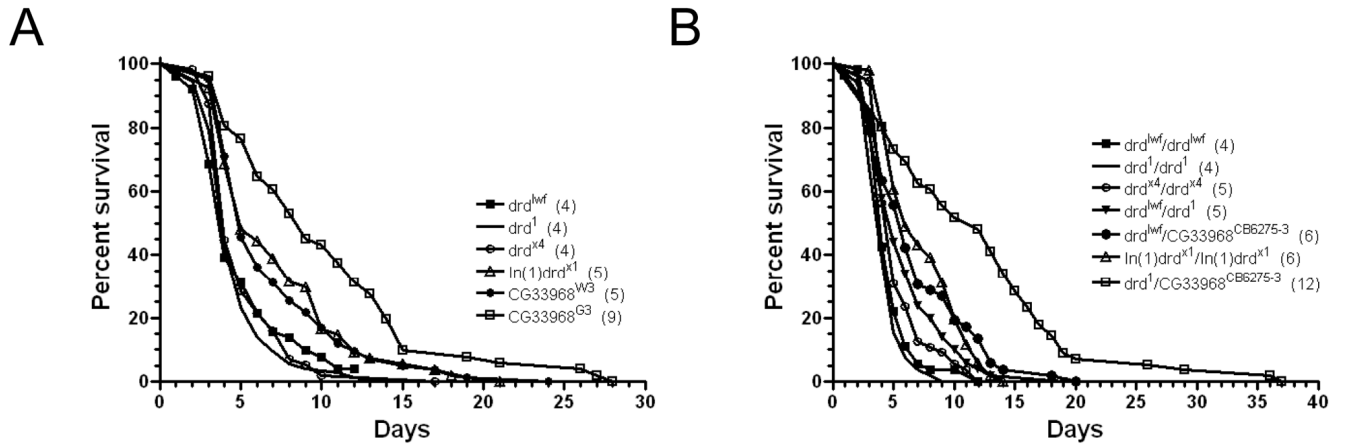 A
B
100
80
60
40
20
0
Percent survival
0 5 10 15 20 25 30
Days
drd^lwf (4)
drd^1 (4)
drd^x4 (4)
In(1)drd^x1 (5)
CG33968^W3 (5)
CG33968^G3 (9)
100
80
60
40
20
0
Percent survival
0 5 10 15 20 25 30 35 40
Days
drd^lwf/drd^lwf (4)
drd^1/drd^1 (4)
drd^x4/drd^x4 (5)
drd^lwf/drd^1 (5)
drd^lwf/CG33968^CB6275-3 (6)
In(1)drd^x1/In(1)drd^x1 (6)
drd^1/CG33968^CB6275-3 (12)